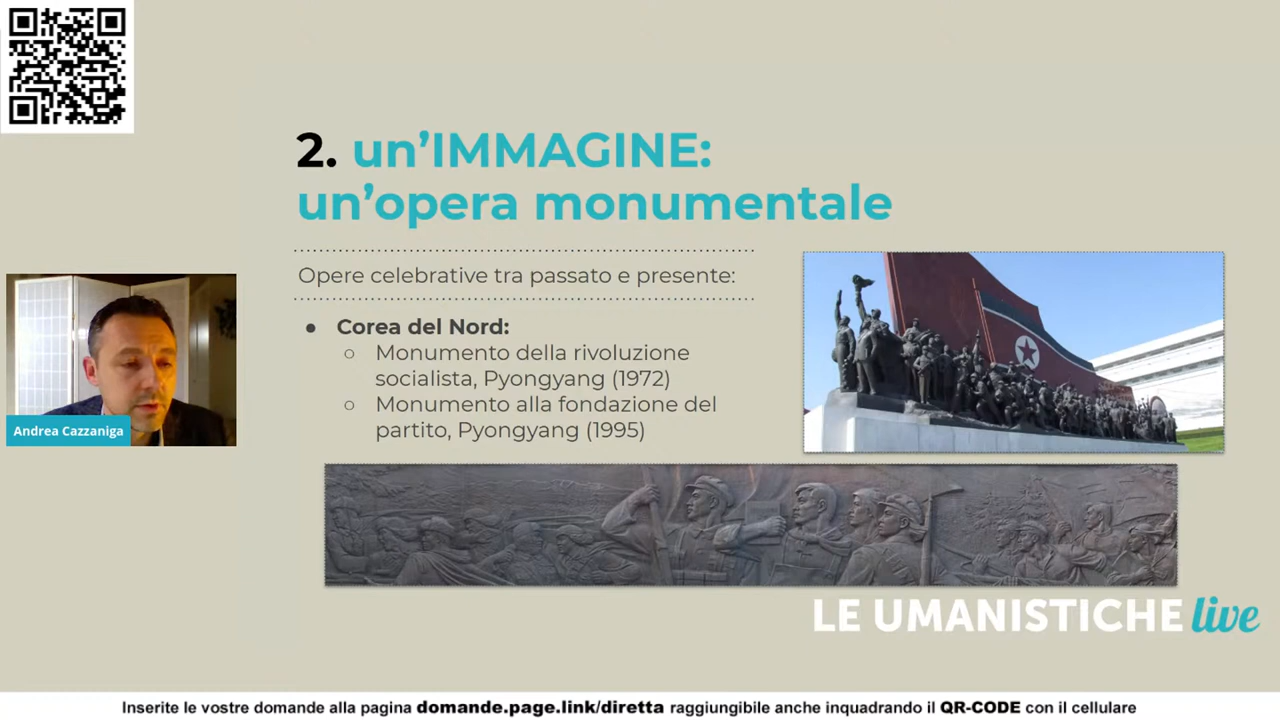 2. un’IMMAGINE:
un’opera monumentale
Opere celebrative tra passato e presente:
● Corea del Nord:
○ Monumento della rivoluzione
socialista, Pyongyang (1972)
○ Monumento alla fondazione del
partito, Pyongyang (1995)
Andrea Cazzaniga
LE UMANISTICHE live
Inserite le vostre domande alla pagina domande.page.link/diretta raggiungibile anche inquadrando il QR-CODE con il cellulare